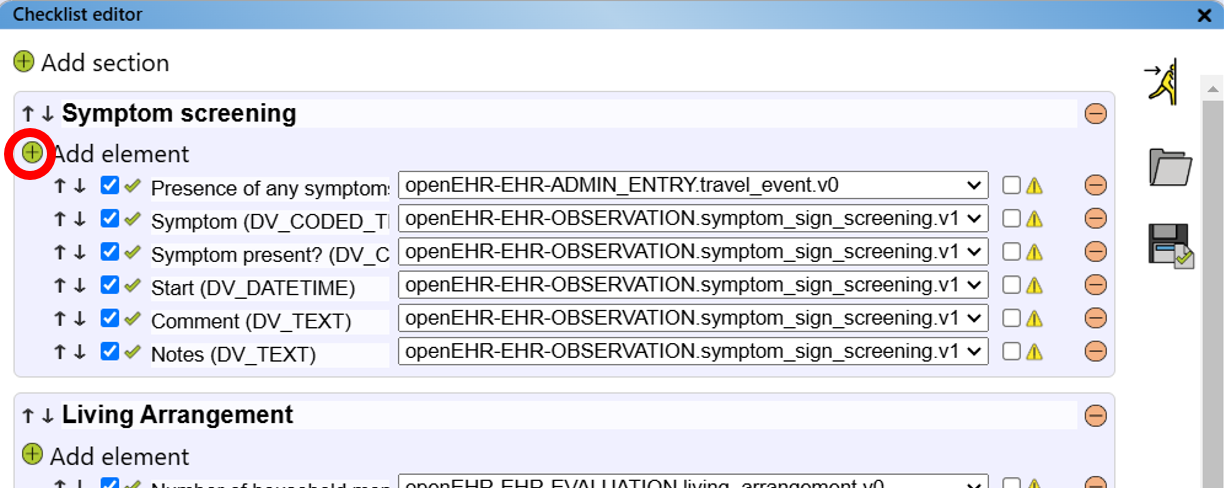 Checklist editor
Add section
Symptom screening
Add element
Presence of any symptoms openEHR-EHR-ADMIN_ENTRY.travel_event.v0
Symptom (DV_CODED_T openEHR-EHR-OBSERVATION.symptom_sign_screening.v1
Symptom present? (DV_C openEHR-EHR-OBSERVATION.symptom_sign_screening.v1
Start (DV_DATETIME) openEHR-EHR-OBSERVATION.symptom_sign_screening.v1
Comment (DV_TEXT) openEHR-EHR-OBSERVATION.symptom_sign_screening.v1
Notes (DV_TEXT) openEHR-EHR-OBSERVATION.symptom_sign_screening.v1
Living Arrangement
Add element
Number of household mem openEHR-EHR-EVALUATION.living_arrangement.v0